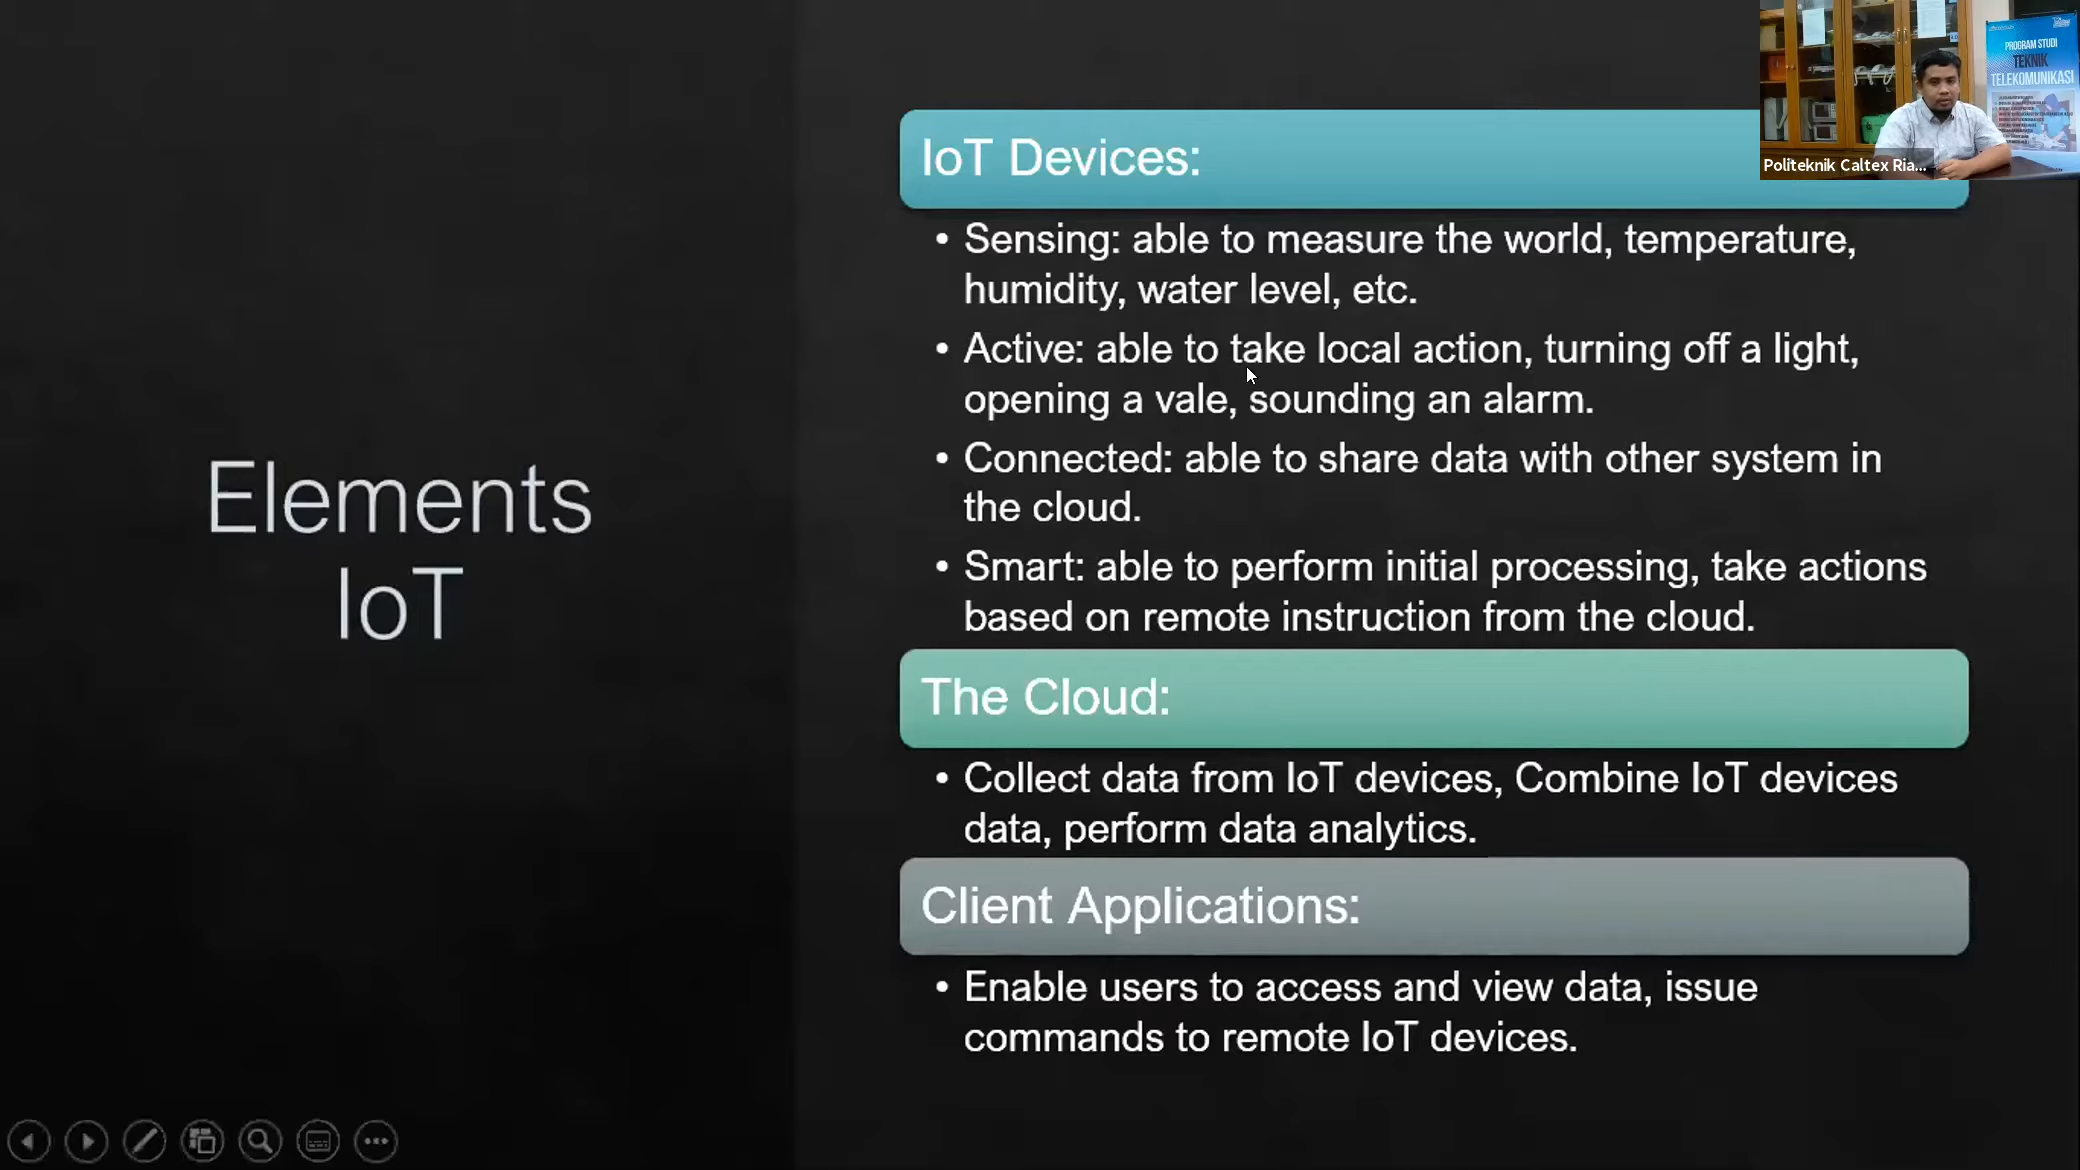 Elements
IoT
IoT Devices:
• Sensing: able to measure the world, temperature,
humidity, water level, etc.
• Active: able to take local action, turning off a light,
opening a vale, sounding an alarm.
• Connected: able to share data with other system in
the cloud.
• Smart: able to perform initial processing, take actions
based on remote instruction from the cloud.
The Cloud:
• Collect data from IoT devices, Combine IoT devices
data, perform data analytics.
Client Applications:
• Enable users to access and view data, issue
commands to remote IoT devices.
PROGRAM STUDI
TEKNIK
TELEKOMUNIKASI
Politeknik Caltex Ria...